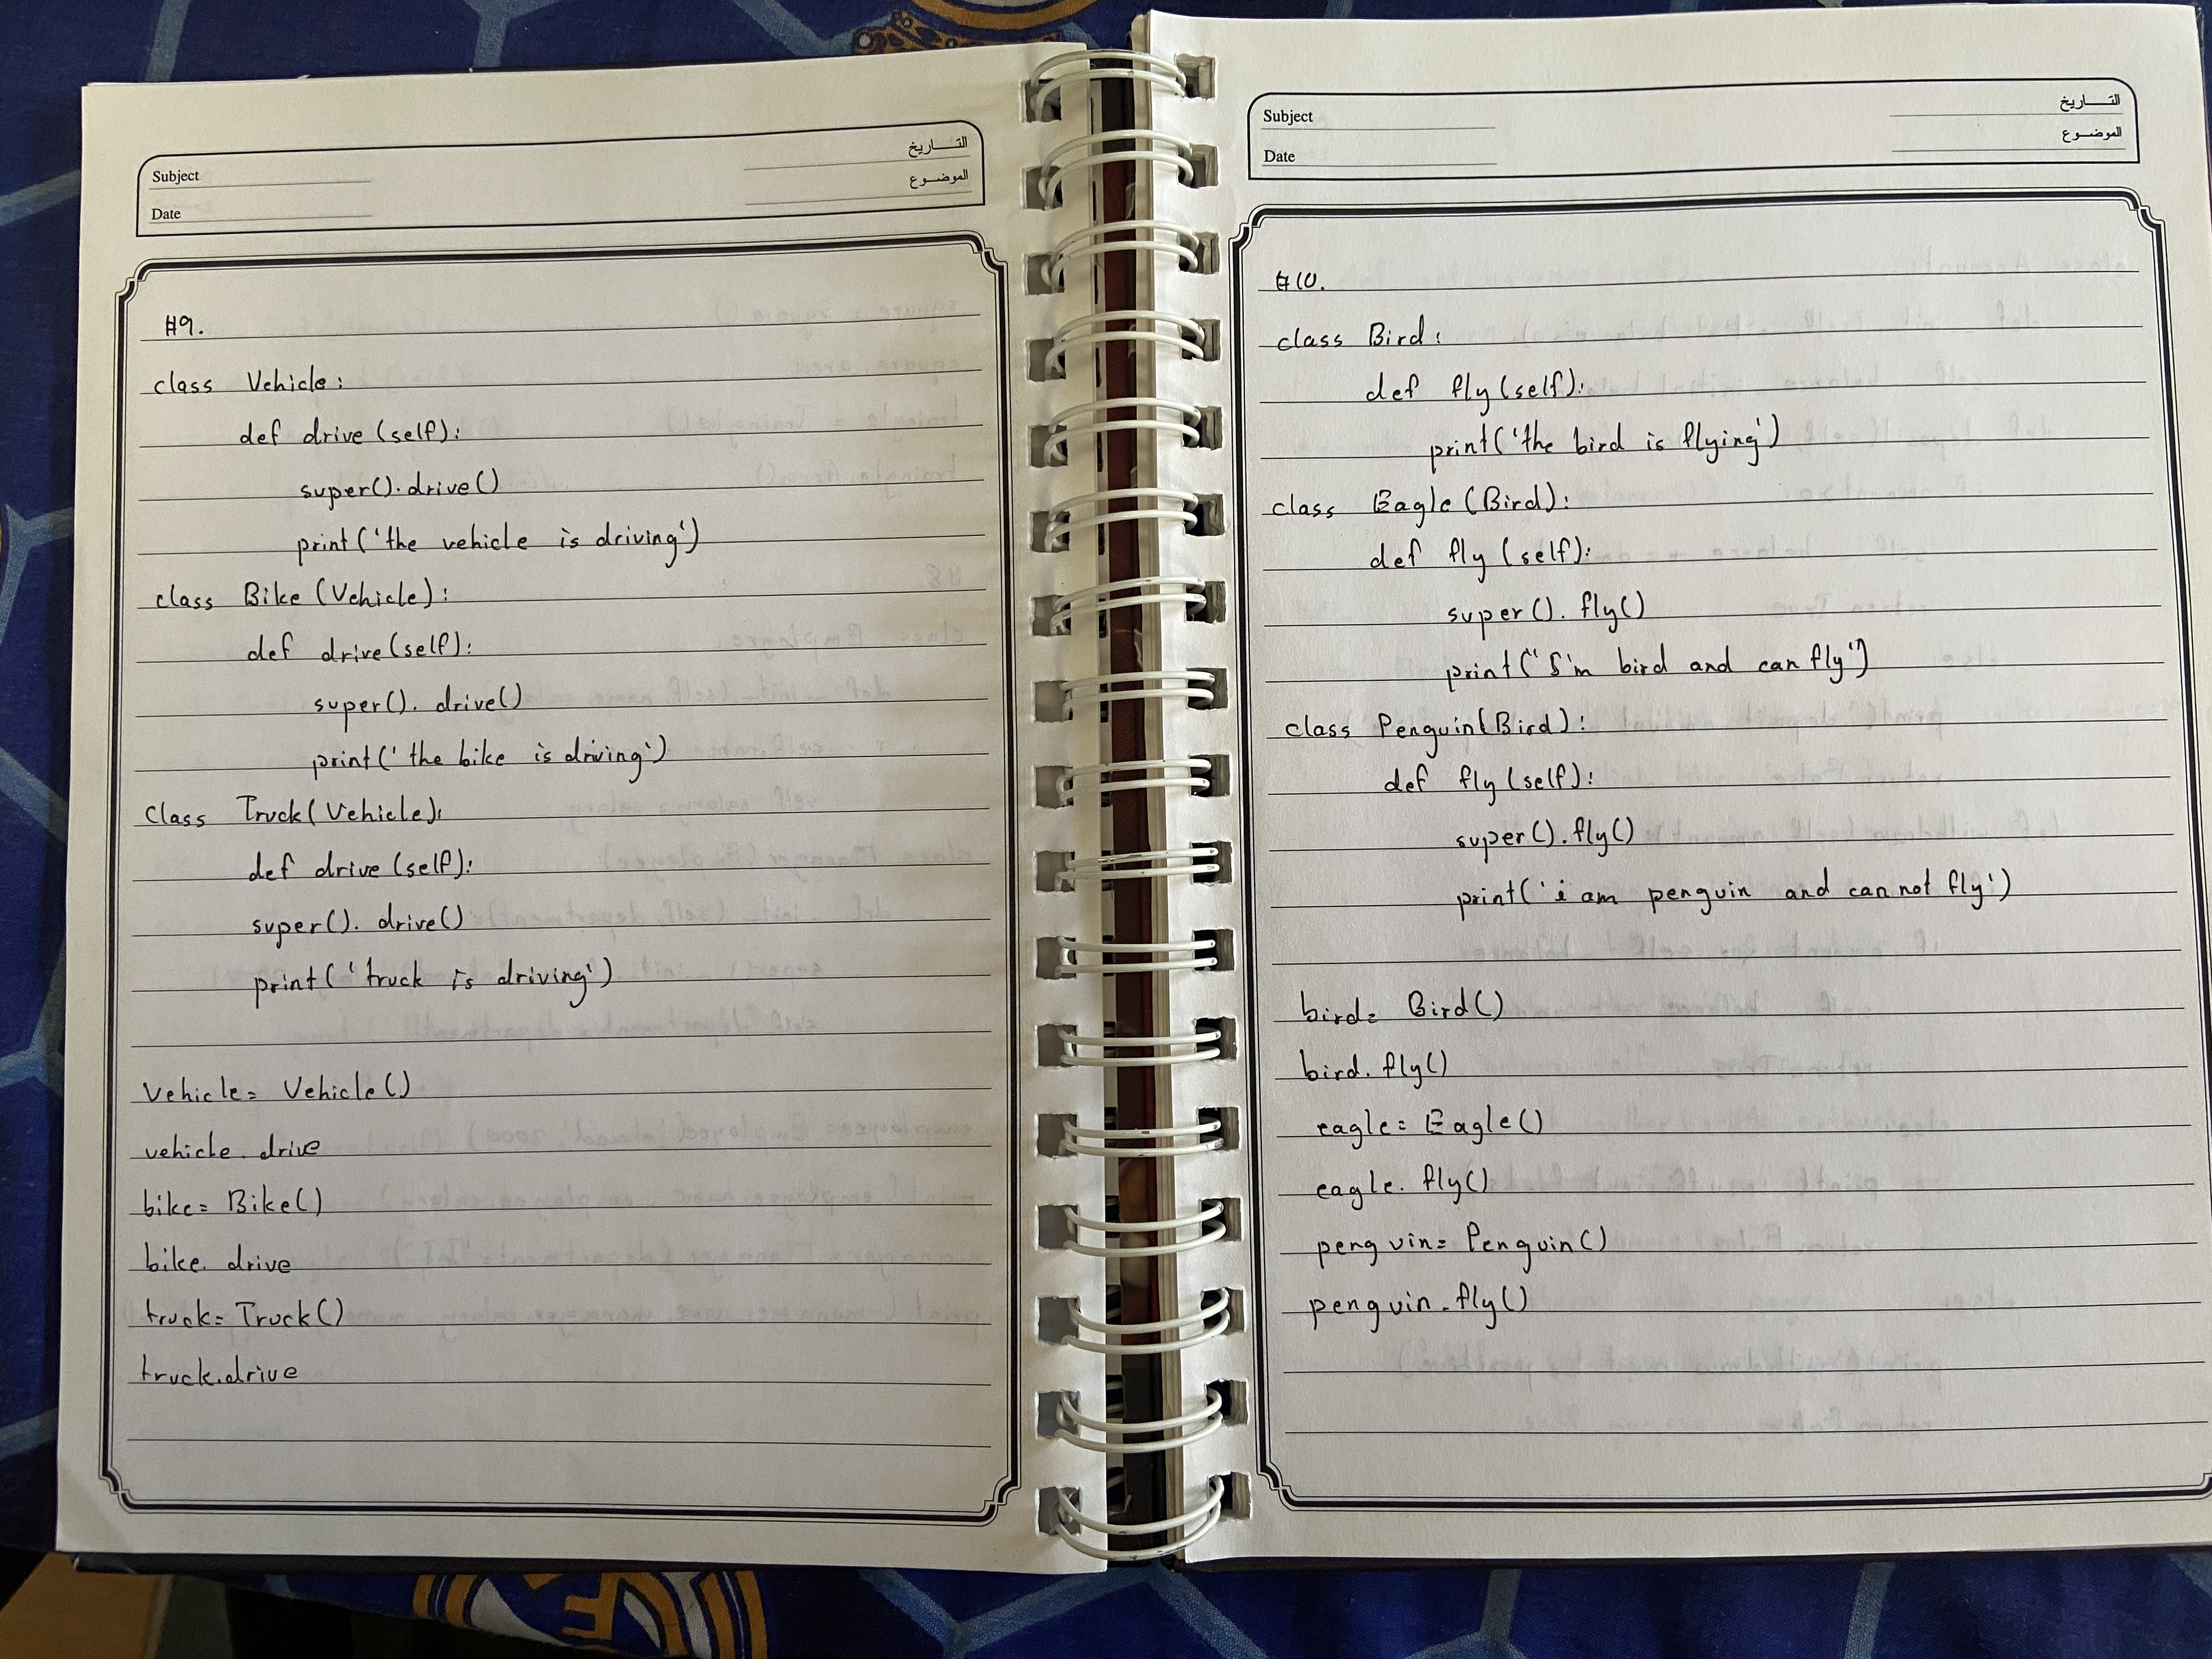 Subject
Date
التـــاريخ
الموضـــوع
#9.
class Vehicle:
def drive (self):
super().drive()
print('the vehicle is driving')
class Bike (Vehicle):
def drive (self):
super().drive()
print('the bike is driving')
class Truck (Vehicle):
def drive (self):
super().drive()
print('truck is driving')
Vehicle= Vehicle()
vehicle.drive
bike= Bike()
bike.drive
truck= Truck()
truck.drive
Subject
Date
التـــاريخ
الموضـــوع
#10.
class Bird:
def fly (self):
print('the bird is flying')
class Eagle (Bird):
def fly (self):
super().fly()
print("I'm bird and can fly")
class Penguin(Bird):
def fly (self):
super().fly()
print('i am penguin and can not fly')
bird= Bird()
bird.fly()
eagle= Eagle()
eagle.fly()
penguin= Penguin()
penguin.fly()